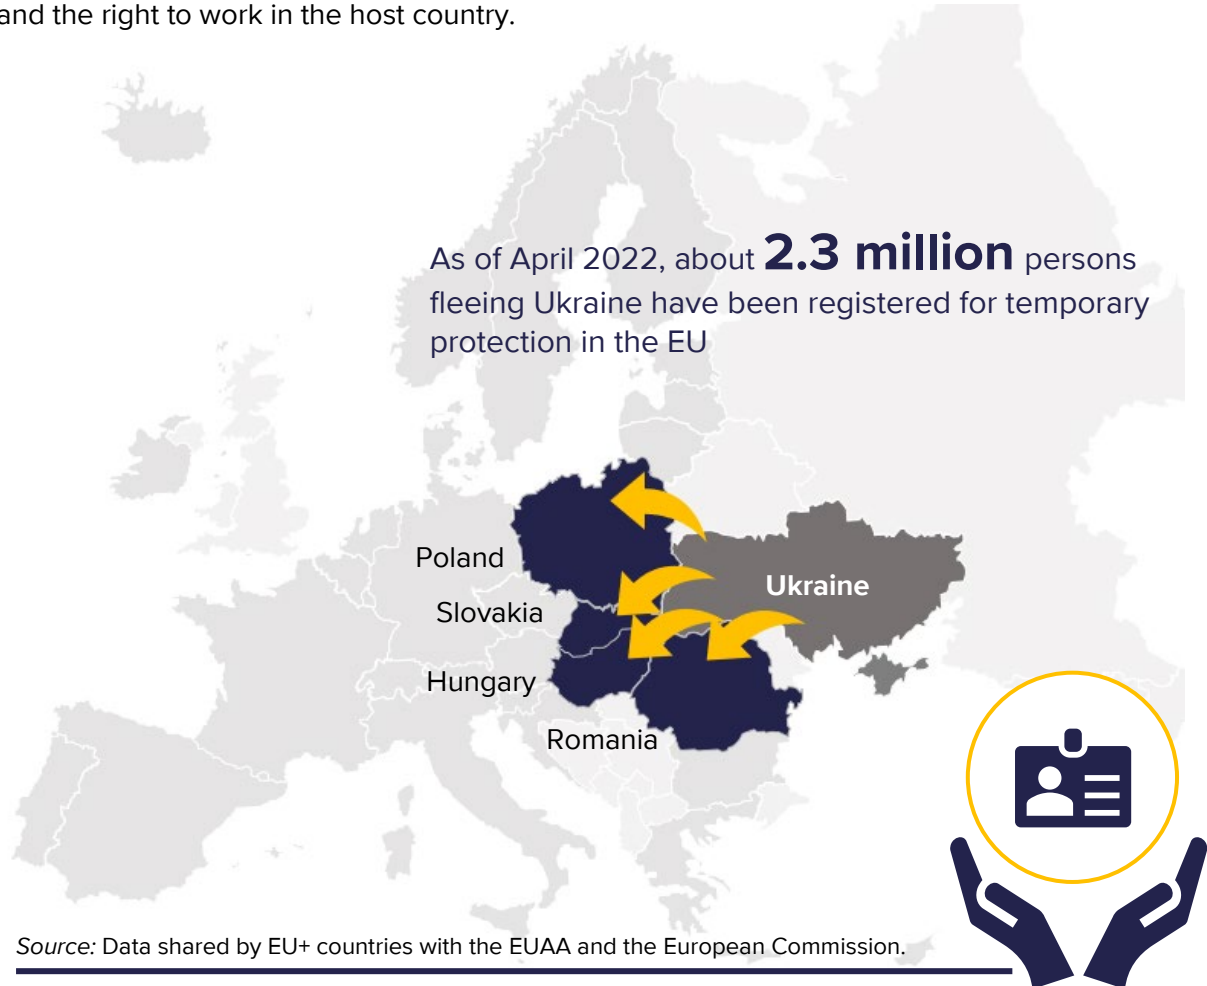 and the right to work in the host country.
As of April 2022, about 2.3 million persons
fleeing Ukraine have been registered for temporary
protection in the EU
Poland
Ukraine
Slovakia
Hungary
Romania
Source: Data shared by EU+ countries with the EUAA and the European Commission.